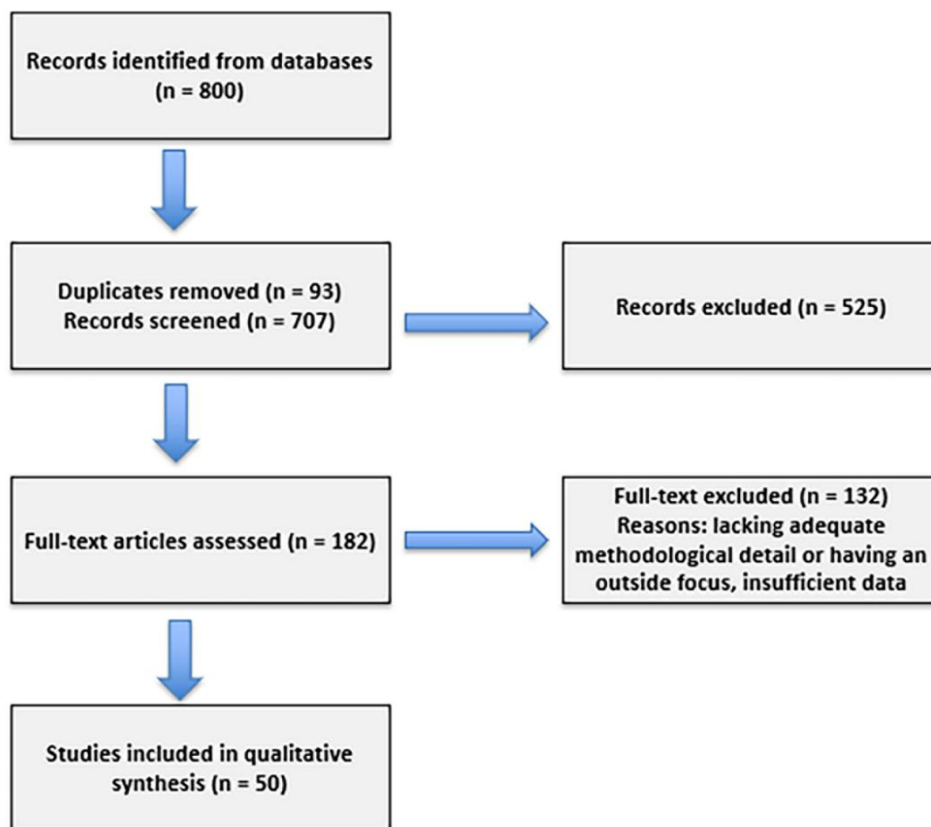 Records identified from databases
(n = 800)
Duplicates removed (n = 93)
Records screened (n = 707)
Records excluded (n = 525)
Full-text articles assessed (n = 182)
Full-text excluded (n = 132)
Reasons: lacking adequate
methodological detail or having an
outside focus, insufficient data
Studies included in qualitative
synthesis (n = 50)